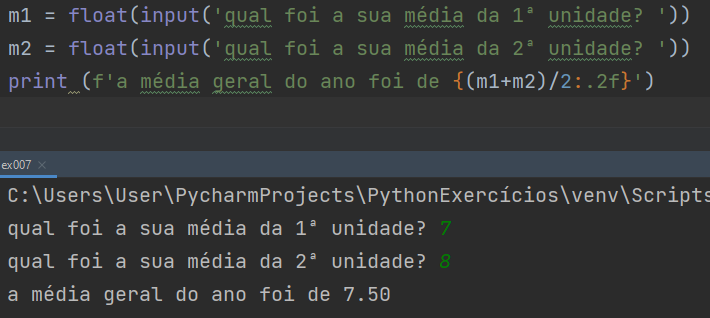 m1 = float(input('qual foi a sua média da 1ª unidade? '))
m2 = float(input('qual foi a sua média da 2ª unidade? '))
print (f'a média geral do ano foi de {(m1+m2)/2:.2f}')
ex007 ×
C:\Users\User\PycharmProjects\PythonExercícios\venv\Scripts
qual foi a sua média da 1ª unidade? 7
qual foi a sua média da 2ª unidade? 8
a média geral do ano foi de 7.50